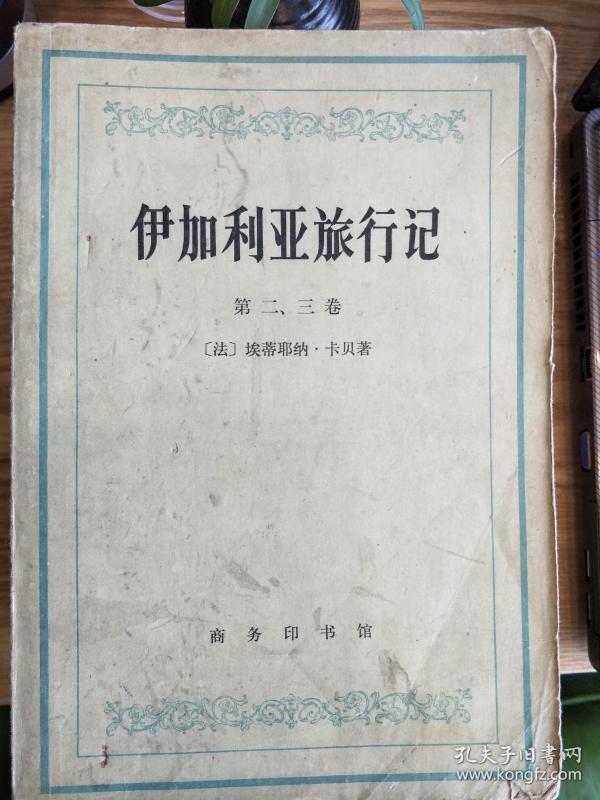 伊加利亚旅行记
第二、三卷
〔法〕埃蒂耶纳·卡贝著
商务印书馆
孔夫子旧書网
www.kongfz.com